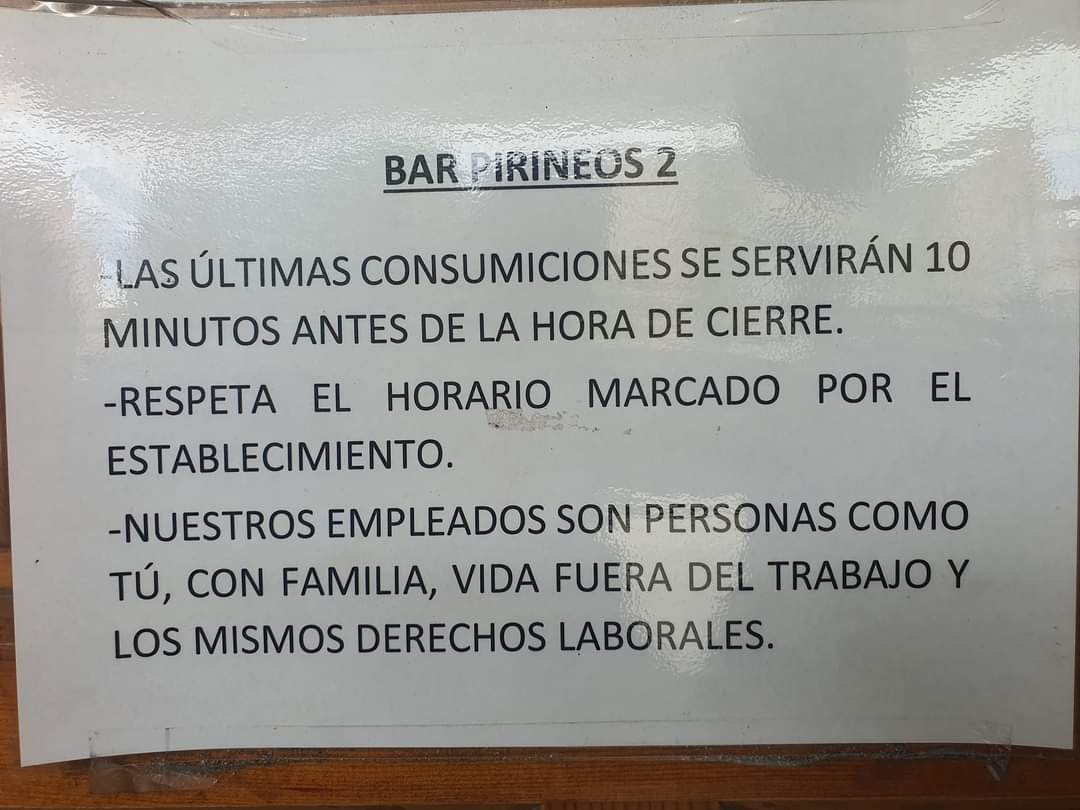 BAR PIRINEOS 2
-LAS ÚLTIMAS CONSUMICIONES SE SERVIRÁN 10
MINUTOS ANTES DE LA HORA DE CIERRE.
-RESPETA EL HORARIO MARCADO POR EL
ESTABLECIMIENTO.
-NUESTROS EMPLEADOS SON PERSONAS COMO
TÚ, CON FAMILIA, VIDA FUERA DEL TRABAJO Y
LOS MISMOS DERECHOS LABORALES.